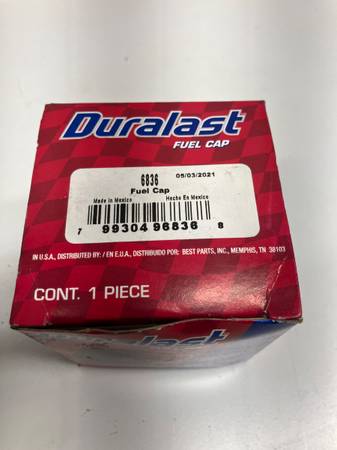 Duralast
FUEL CAP
6836 05/03/2021
Fuel Cap
Made in Mexico Hecho En Mexico
7 99304 96836 8
IN U.S.A., DISTRIBUTED BY: / EN E.U.A., DISTRIBUIDO POR: BEST PARTS, INC., MEMPHIS, TN 38103
CONT. 1 PIECE
Duralast